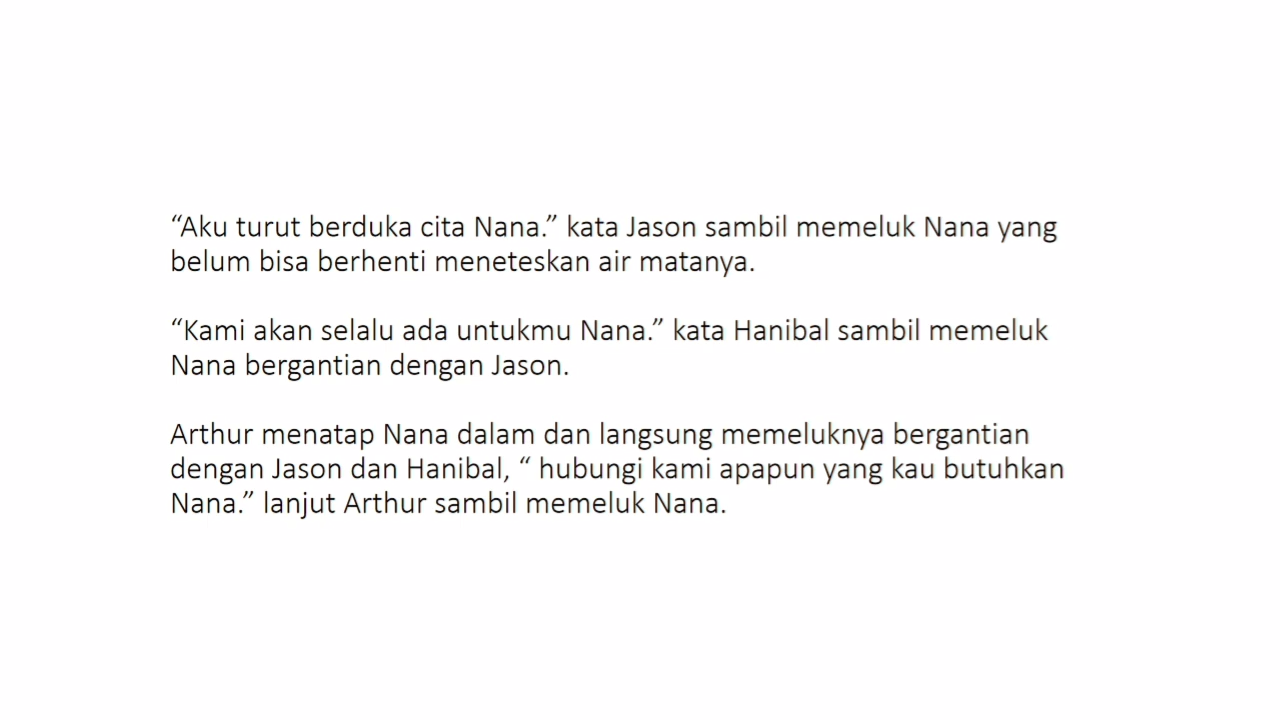 “Aku turut berduka cita Nana.” kata Jason sambil memeluk Nana yang
belum bisa berhenti meneteskan air matanya.
“Kami akan selalu ada untukmu Nana.” kata Hanibal sambil memeluk
Nana bergantian dengan Jason.
Arthur menatap Nana dalam dan langsung memeluknya bergantian
dengan Jason dan Hanibal, “ hubungi kami apapun yang kau butuhkan
Nana.” lanjut Arthur sambil memeluk Nana.